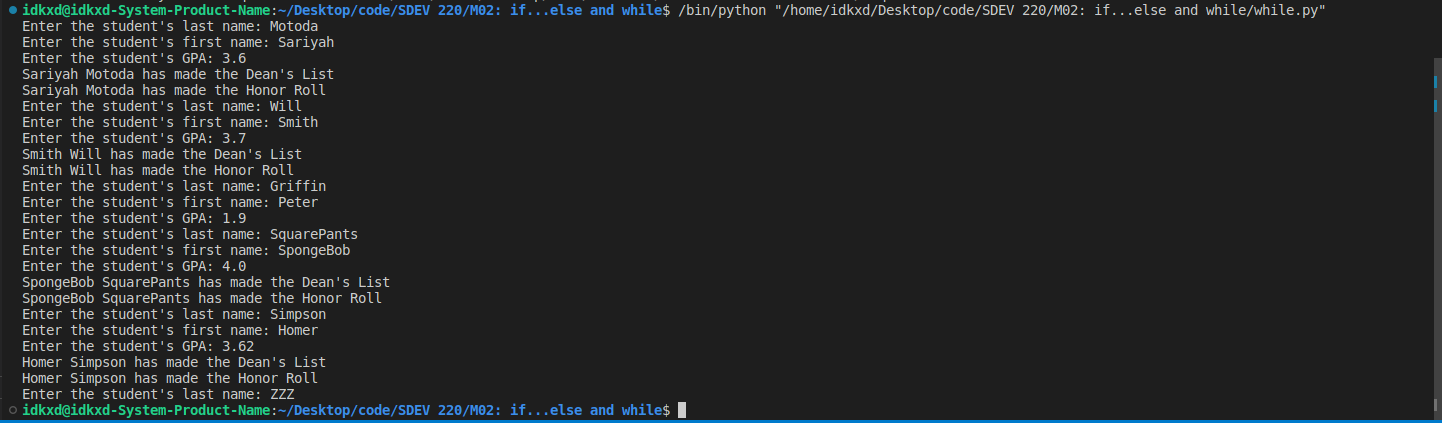 idkxd@idkxd-System-Product-Name:~/Desktop/code/SDEV 220/M02: if...else and while$ /bin/python "/home/idkxd/Desktop/code/SDEV 220/M02: if...else and while/while.py"
Enter the student's last name: Motoda
Enter the student's first name: Sariyah
Enter the student's GPA: 3.6
Sariyah Motoda has made the Dean's List
Sariyah Motoda has made the Honor Roll
Enter the student's last name: Will
Enter the student's first name: Smith
Enter the student's GPA: 3.7
Smith Will has made the Dean's List
Smith Will has made the Honor Roll
Enter the student's last name: Griffin
Enter the student's first name: Peter
Enter the student's GPA: 1.9
Enter the student's last name: SquarePants
Enter the student's first name: SpongeBob
Enter the student's GPA: 4.0
SpongeBob SquarePants has made the Dean's List
SpongeBob SquarePants has made the Honor Roll
Enter the student's last name: Simpson
Enter the student's first name: Homer
Enter the student's GPA: 3.62
Homer Simpson has made the Dean's List
Homer Simpson has made the Honor Roll
Enter the student's last name: ZZZ
idkxd@idkxd-System-Product-Name:~/Desktop/code/SDEV 220/M02: if...else and while$